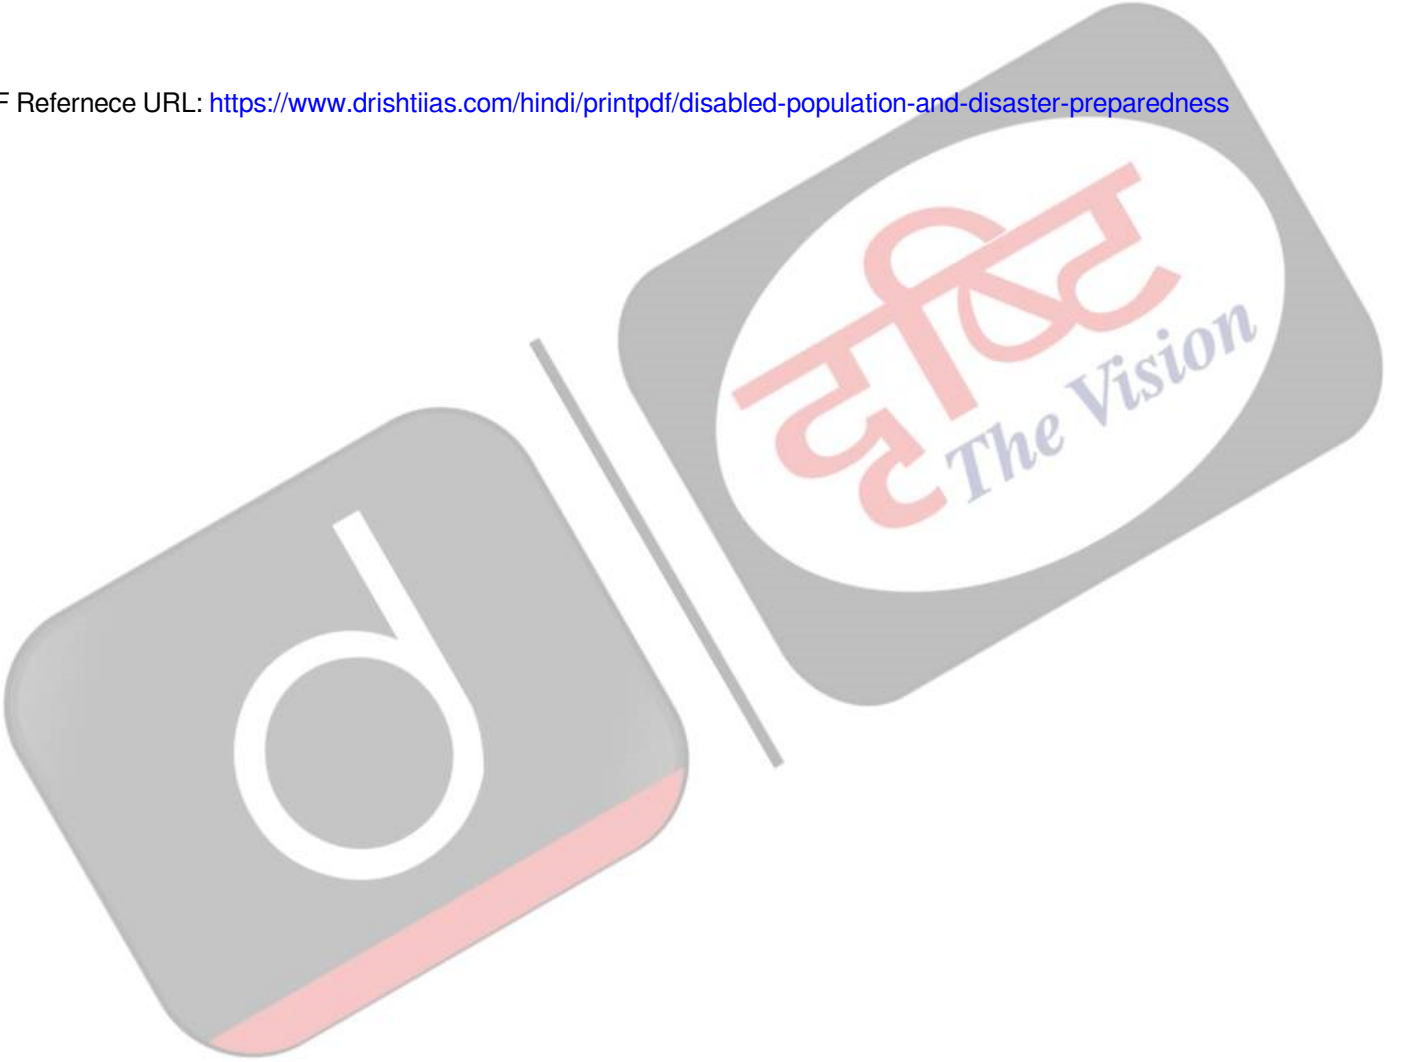 F Refernece URL: https://www.drishtiias.com/hindi/printpdf/disabled-population-and-disaster-preparedness
दृष्टि
The Vision
d